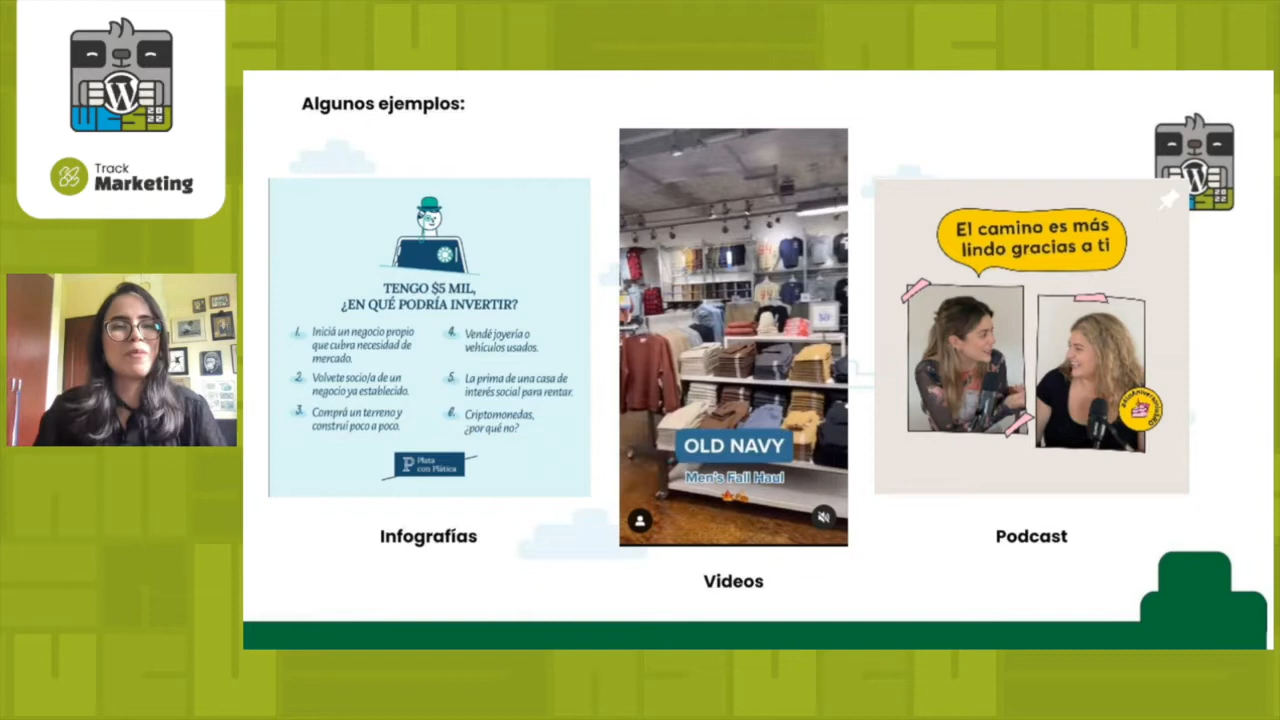 WESD
2022
Track
Marketing
Algunos ejemplos:
TENGO $5 MIL,
¿EN QUÉ PODRÍA INVERTIR?
1. Iniciá un negocio propio
que cubra necesidad de
mercado.
2. Volvete socio/a de un
negocio ya establecido.
3. Comprá un terreno y
construí poco a poco.
4. Vendé joyería o
vehículos usados.
5. La prima de una casa de
interés social para rentar.
6. Criptomonedas,
¿por qué no?
P Plata
con Plática
Infografías
OLD NAVY
Men's Fall Haul
Videos
El camino es más
lindo gracias a ti
Podcast